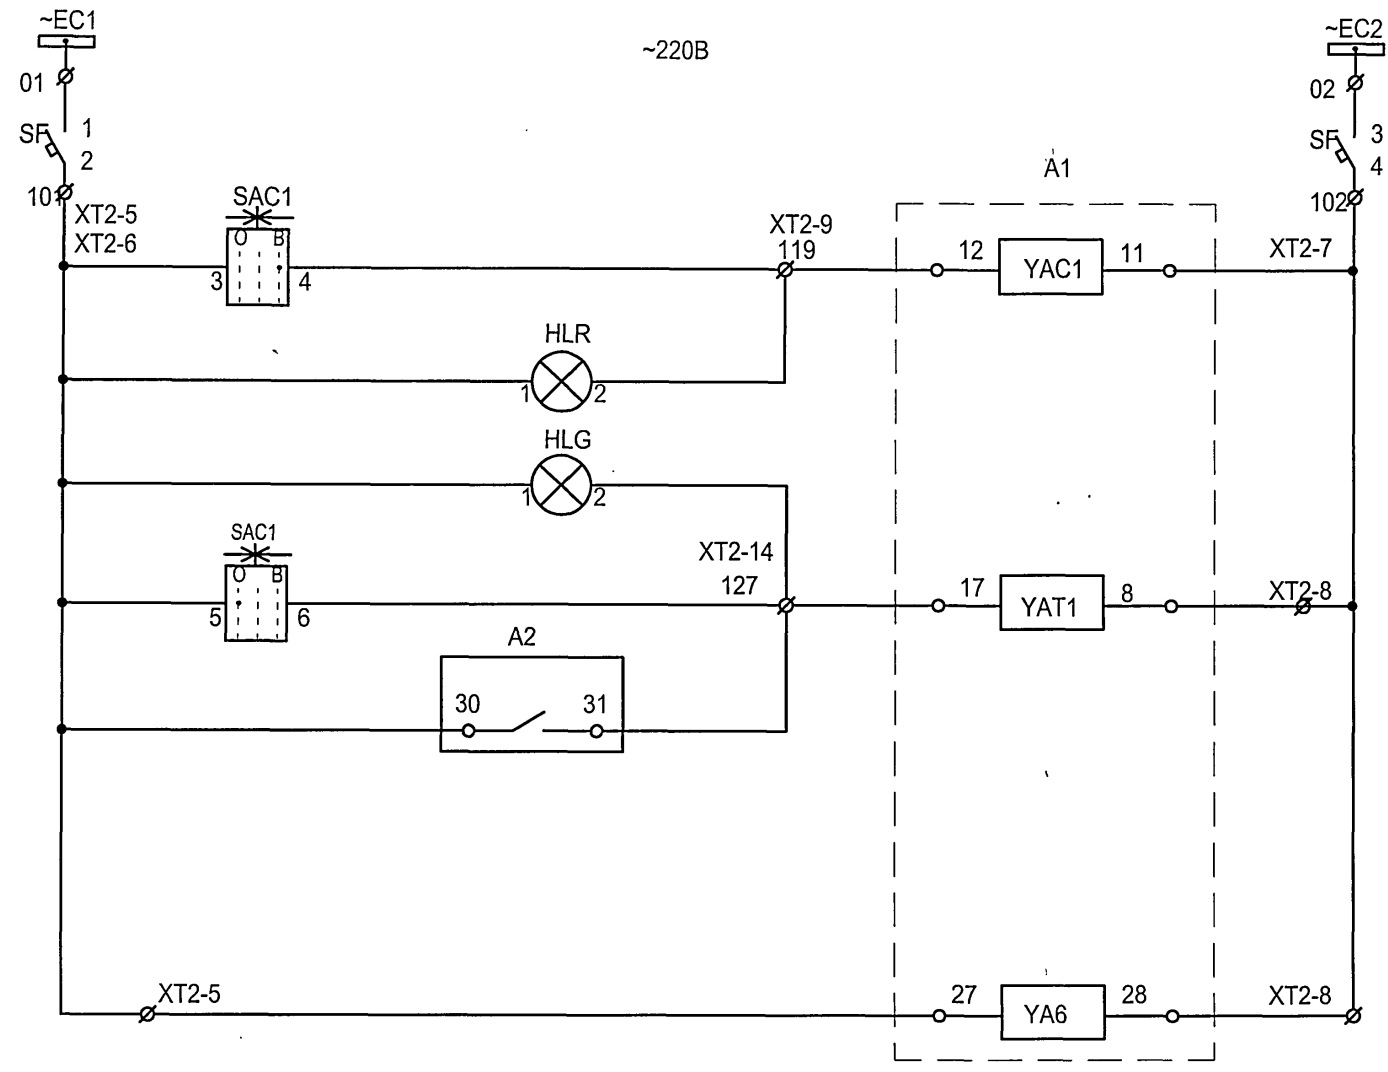 ~EC1
~220В
~EC2
01
02
SF
1
2
SF
3
4
101
102
A1
XT2-5
XT2-6
SAC1
О
В
3
4
XT2-9
119
12
YAC1
11
XT2-7
HLR
1
2
HLG
1
2
SAC1
О
В
5
6
XT2-14
127
17
YAT1
8
XT2-8
A2
30
31
XT2-5
27
YA6
28
XT2-8